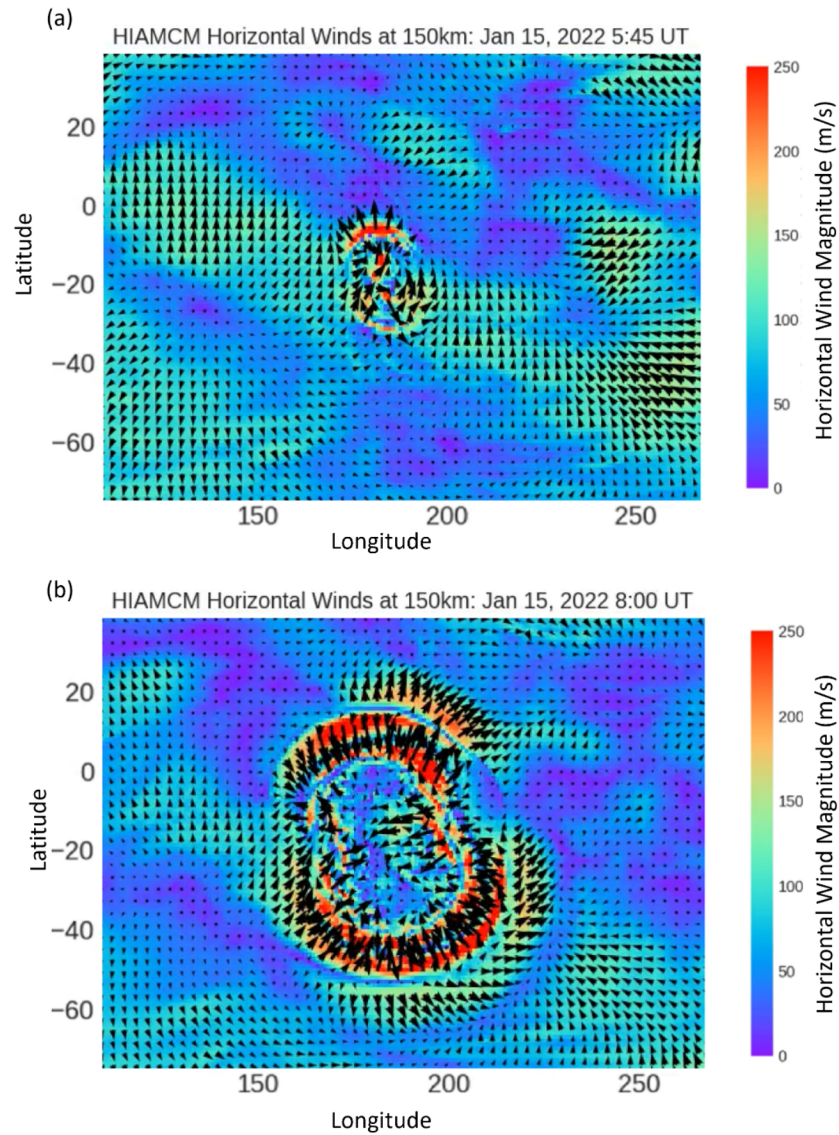 (a)
HIAMCM Horizontal Winds at 150km: Jan 15, 2022 5:45 UT
20
0
−20
−40
−60
Latitude
150
200
250
Longitude
250
200
150
100
50
0
Horizontal Wind Magnitude (m/s)
(b)
HIAMCM Horizontal Winds at 150km: Jan 15, 2022 8:00 UT
20
0
−20
−40
−60
Latitude
150
200
250
Longitude
250
200
150
100
50
0
Horizontal Wind Magnitude (m/s)